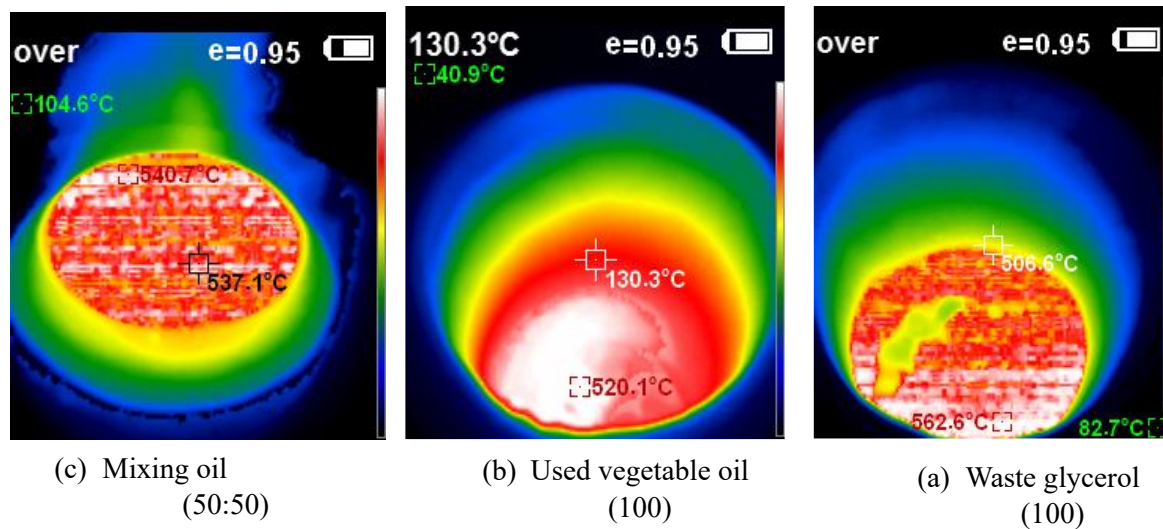 over e=0.95
104.6°C
540.7°C
537.1°C
(c) Mixing oil
(50:50)
130.3°C e=0.95
40.9°C
130.3°C
520.1°C
(b) Used vegetable oil
(100)
over e=0.95
506.6°C
562.6°C
82.7°C
(a) Waste glycerol
(100)